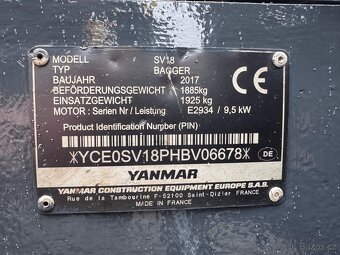 MODELL SV18
TYP BAGGER
BAUJAHR 2017
BEFÖRDERUNGSGEWICHT 1885kg
EINSATZGEWICHT 1925 kg
MOTOR : Serien Nr / Leistung E2934 / 9,5 kW
CE
Product Identification Number (PIN)
*YCE0SV18PHBV06678*
DE
YANMAR
YANMAR CONSTRUCTION EQUIPMENT EUROPE S.A.S.
Rue de la Tambourine F-52100 Saint-Dizier FRANCE
MADE IN FRANCE